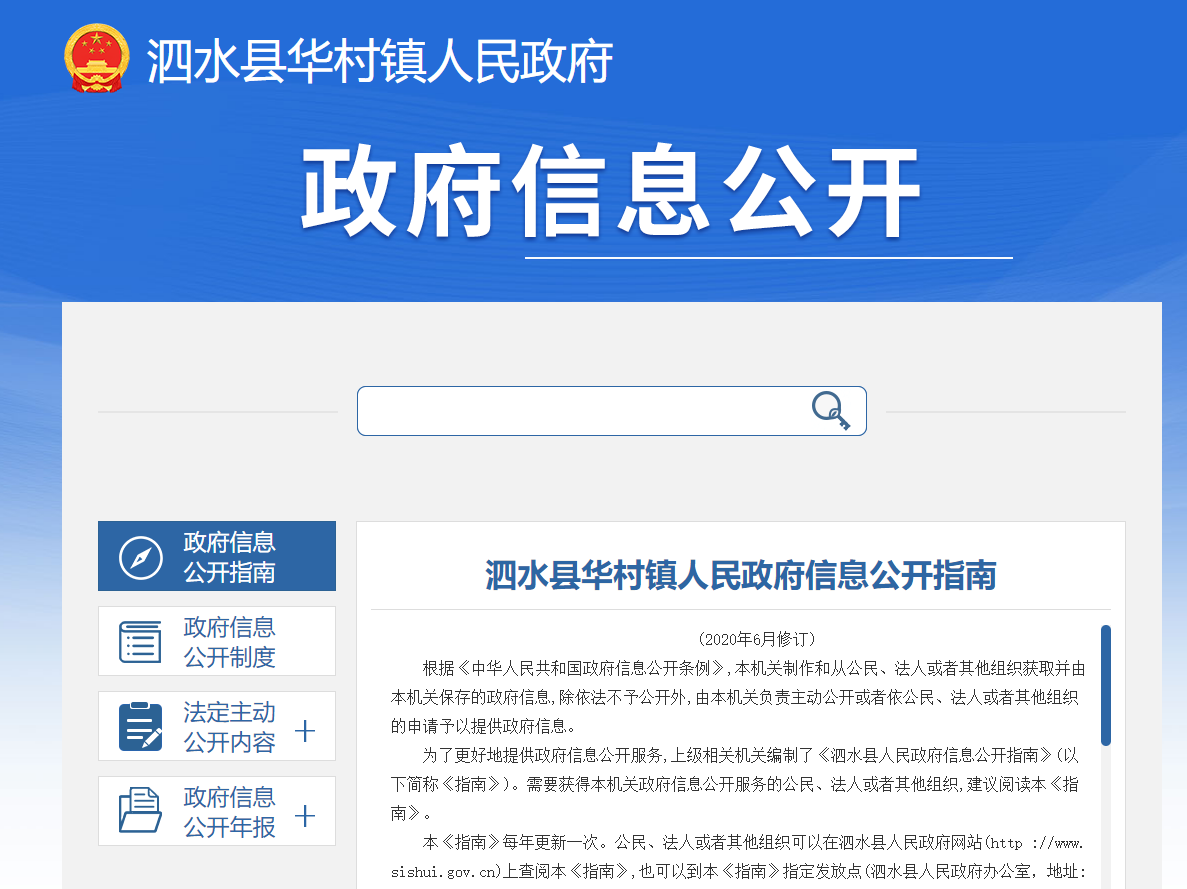 泗水县华村镇人民政府
政府信息公开
政府信息
公开指南
政府信息
公开制度
法定主动
公开内容
政府信息
公开年报
泗水县华村镇人民政府信息公开指南
(2020年6月修订)
根据《中华人民共和国政府信息公开条例》,本机关制作和从公民、法人或者其他组织获取并由
本机关保存的政府信息,除依法不予公开外,由本机关负责主动公开或者依公民、法人或者其他组织
的申请予以提供政府信息。
为了更好地提供政府信息公开服务,上级相关机关编制了《泗水县人民政府信息公开指南》(以
下简称《指南》)。需要获得本机关政府信息公开服务的公民、法人或者其他组织,建议阅读本《指
南》。
本《指南》每年更新一次。公民、法人或者其他组织可以在泗水县人民政府网站(http ://www.
sishui.gov.cn)上查阅本《指南》,也可以到本《指南》指定发放点(泗水县人民政府办公室，地址: